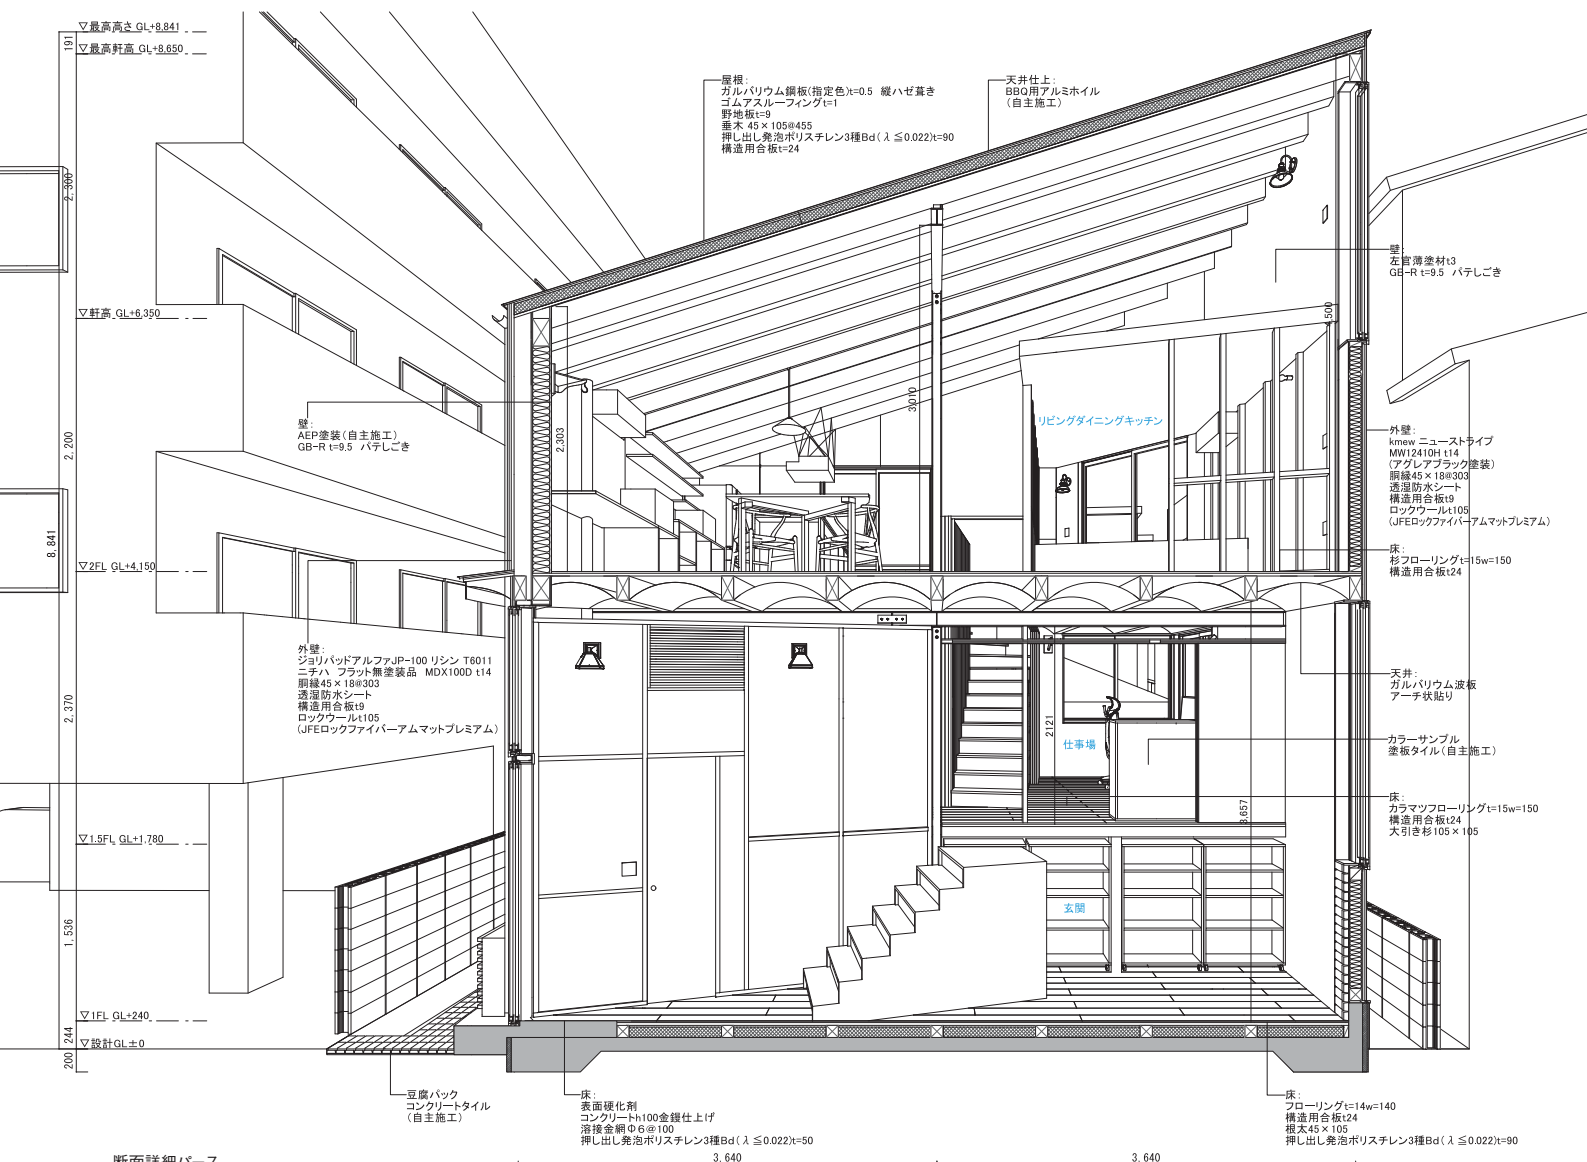 ▽最高高さ GL+8,841
191
▽最高軒高 GL+8,650
2,300
▽軒高 GL+6,350
2,200
8,841
▽2FL GL+4,150
2,370
▽1.5FL GL+1,780
1,536
▽1FL GL+240
244
▽設計GL±0
200
屋根:
ガルバリウム鋼板(指定色)t=0.5 縦ハゼ葺き
ゴムアスルーフィングt=1
野地板t=9
垂木 45×105@455
押し出し発泡ポリスチレン3種Bd(λ≦0.022)t=90
構造用合板t=24
天井仕上:
BBQ用アルミホイル
(自主施工)
壁:
左官薄塗材t3
GB-R t=9.5 パテしごき
1500
3,010
2,303
リビングダイニングキッチン
壁:
AEP塗装(自主施工)
GB-R t=9.5 パテしごき
外壁:
kmew ニューストライプ
MW12410H t14
(アグレアブラック塗装)
胴縁45×18@303
透湿防水シート
構造用合板t9
ロックウールt105
(JFEロックファイバーアムマットプレミアム)
床:
杉フローリングt=15w=150
構造用合板t24
外壁:
ジョリパッドアルファJP-100 リシン T6011
ニチハ フラット無塗装品 MDX100D t14
胴縁45×18@303
透湿防水シート
構造用合板t9
ロックウールt105
(JFEロックファイバーアムマットプレミアム)
天井:
ガルバリウム波板
アーチ状貼り
2121
仕事場
カラーサンプル
塗板タイル(自主施工)
3,657
床:
カラマツフローリングt=15w=150
構造用合板t24
大引き杉105×105
玄関
豆腐パック
コンクリートタイル
(自主施工)
床:
表面硬化剤
コンクリートh100金鏝仕上げ
溶接金網Φ6@100
押し出し発泡ポリスチレン3種Bd(λ≦0.022)t=50
床:
フローリングt=14w=140
構造用合板t24
根太45×105
押し出し発泡ポリスチレン3種Bd(λ≦0.022)t=90
断面詳細パース
3,640
3,640